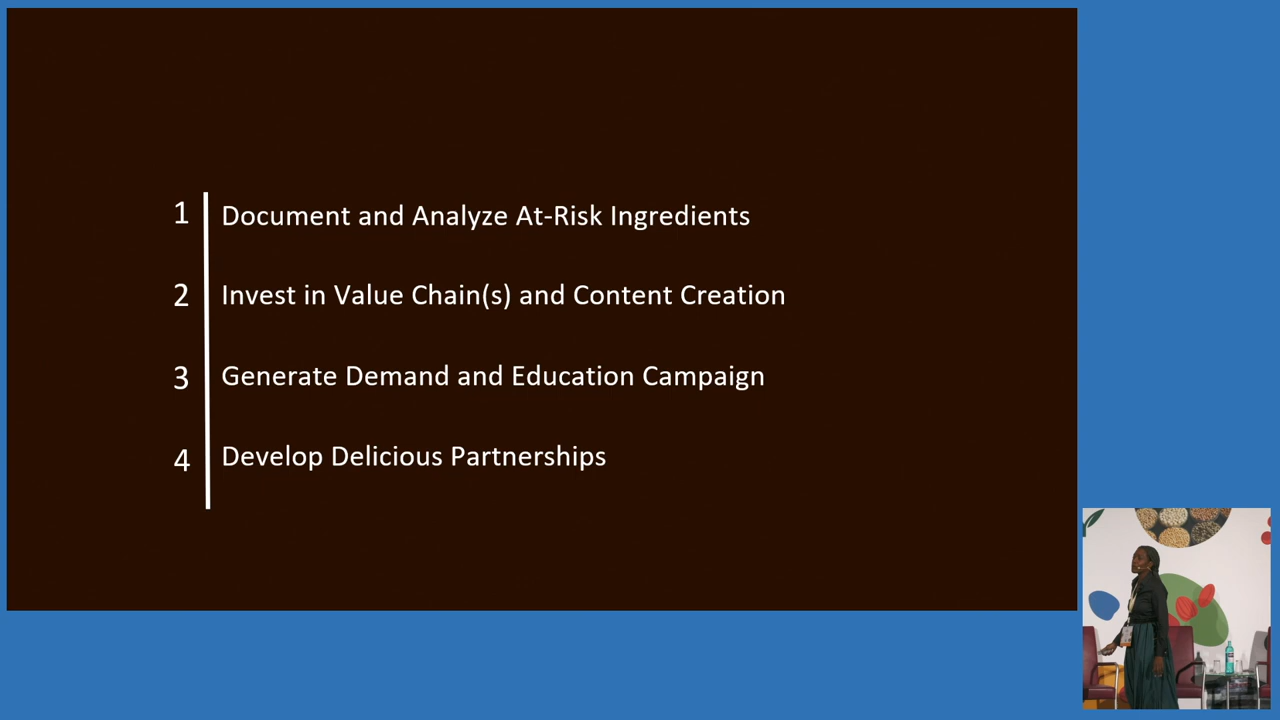 1 Document and Analyze At-Risk Ingredients
2 Invest in Value Chain(s) and Content Creation
3 Generate Demand and Education Campaign
4 Develop Delicious Partnerships